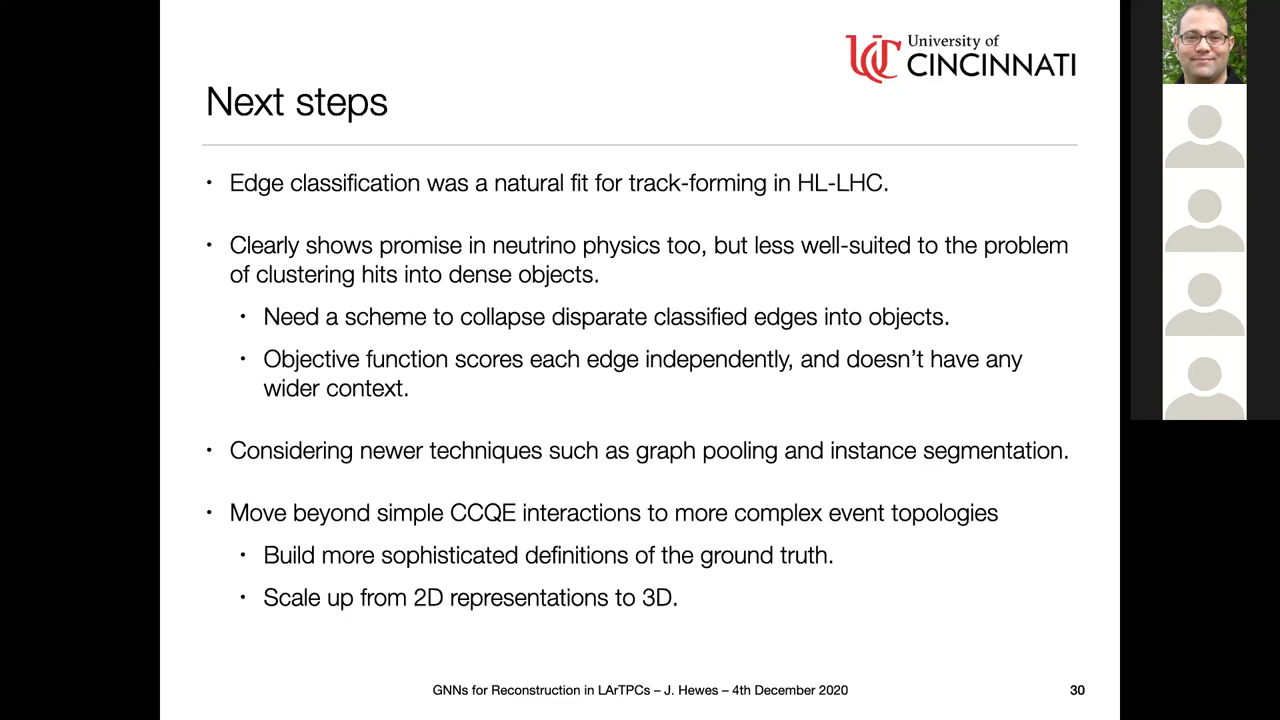 University of
CINCINNATI
Next steps
• Edge classification was a natural fit for track-forming in HL-LHC.
• Clearly shows promise in neutrino physics too, but less well-suited to the problem
of clustering hits into dense objects.
• Need a scheme to collapse disparate classified edges into objects.
• Objective function scores each edge independently, and doesn’t have any
wider context.
• Considering newer techniques such as graph pooling and instance segmentation.
• Move beyond simple CCQE interactions to more complex event topologies
• Build more sophisticated definitions of the ground truth.
• Scale up from 2D representations to 3D.
GNNs for Reconstruction in LArTPCs – J. Hewes – 4th December 2020
30